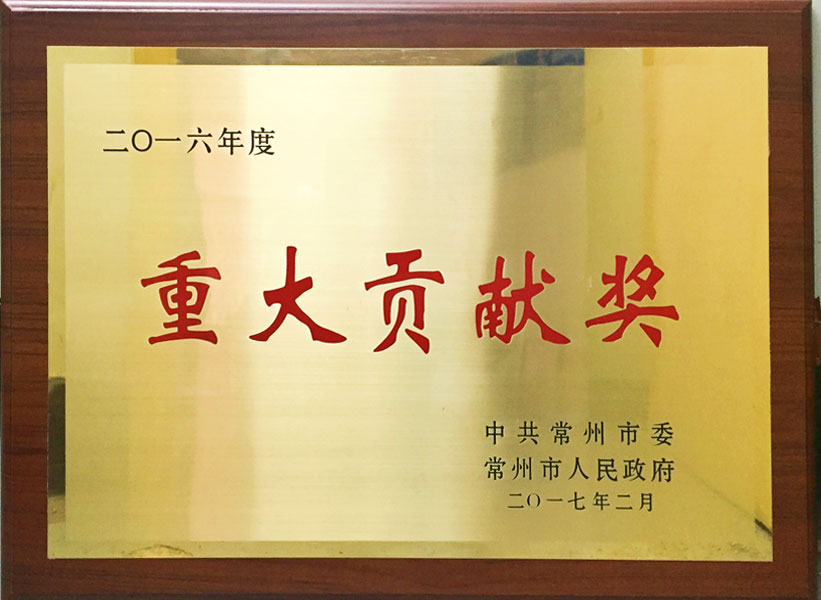 二〇一六年度
重大贡献奖
中共常州市委
常州市人民政府
二〇一七年二月